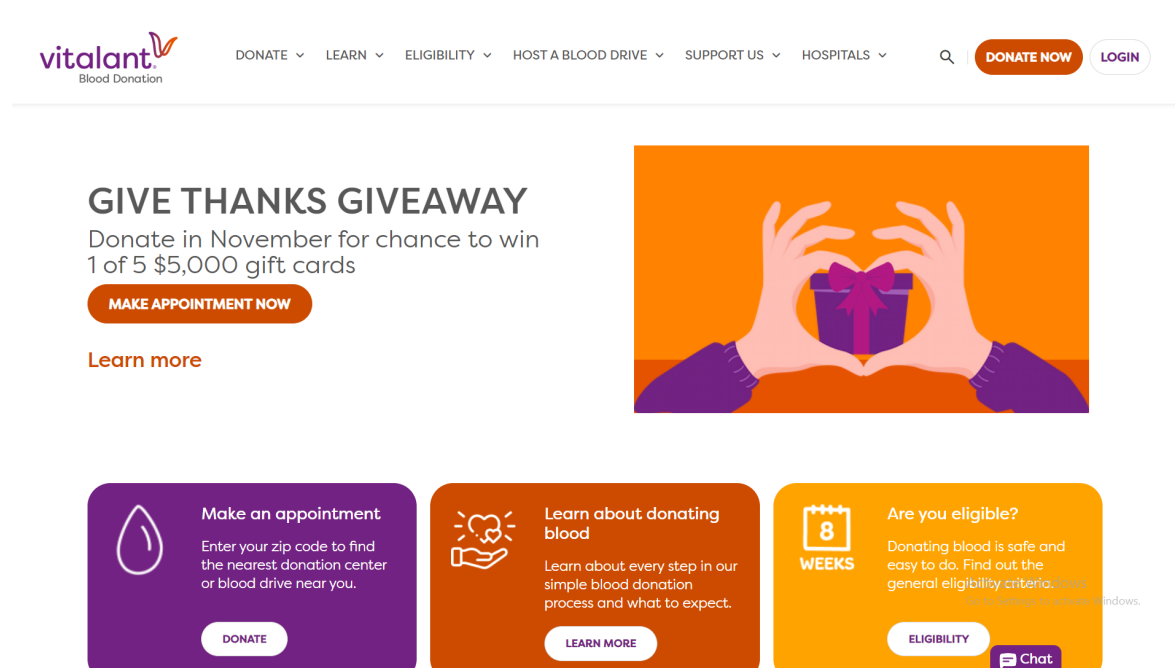 vitalant
Blood Donation
DONATE
LEARN
ELIGIBILITY
HOST A BLOOD DRIVE
SUPPORT US
HOSPITALS
DONATE NOW
LOGIN
GIVE THANKS GIVEAWAY
Donate in November for chance to win
1 of 5 $5,000 gift cards
MAKE APPOINTMENT NOW
Learn more
Make an appointment
Enter your zip code to find
the nearest donation center
or blood drive near you.
DONATE
Learn about donating
blood
Learn about every step in our
simple blood donation
process and what to expect.
LEARN MORE
8
WEEKS
Are you eligible?
Donating blood is safe and
easy to do. Find out the
general eligibility criteria.
ELIGIBILITY
Windows.
Chat